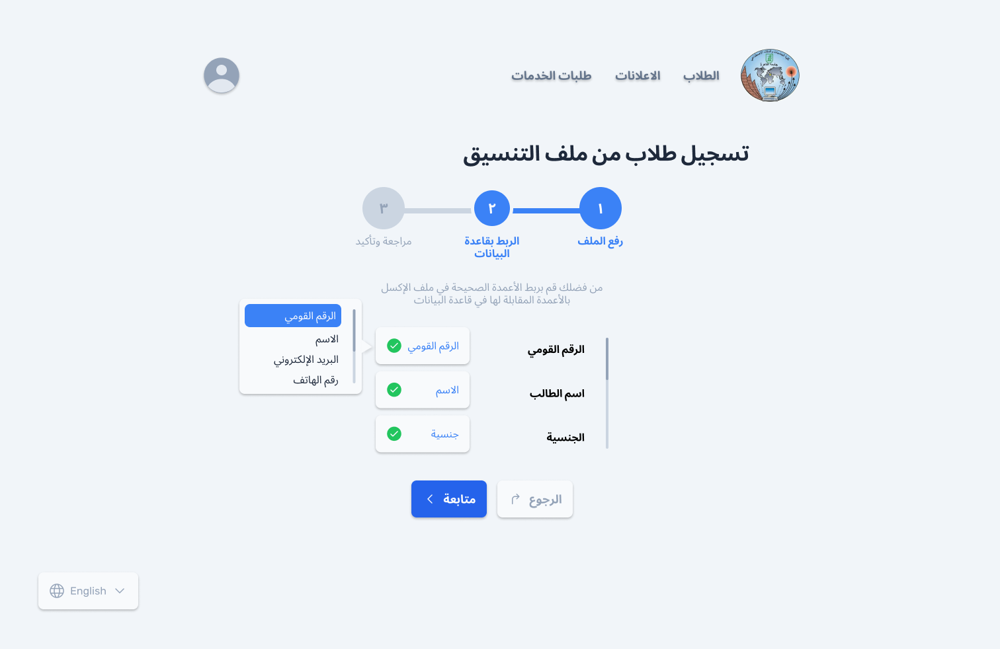 الطلاب
الاعلانات
طلبات الخدمات
تسجيل طلاب من ملف التنسيق
١
٢
٣
رفع الملف
الربط بقاعدة
البيانات
مراجعة وتأكيد
من فضلك قم بربط الأعمدة الصحيحة في ملف الإكسل
بالأعمدة المقابلة لها في قاعدة البيانات
الرقم القومي
الرقم القومي
اسم الطالب
الاسم
الجنسية
جنسية
الرقم القومي
الاسم
البريد الإلكتروني
رقم الهاتف
الرجوع
متابعة
English